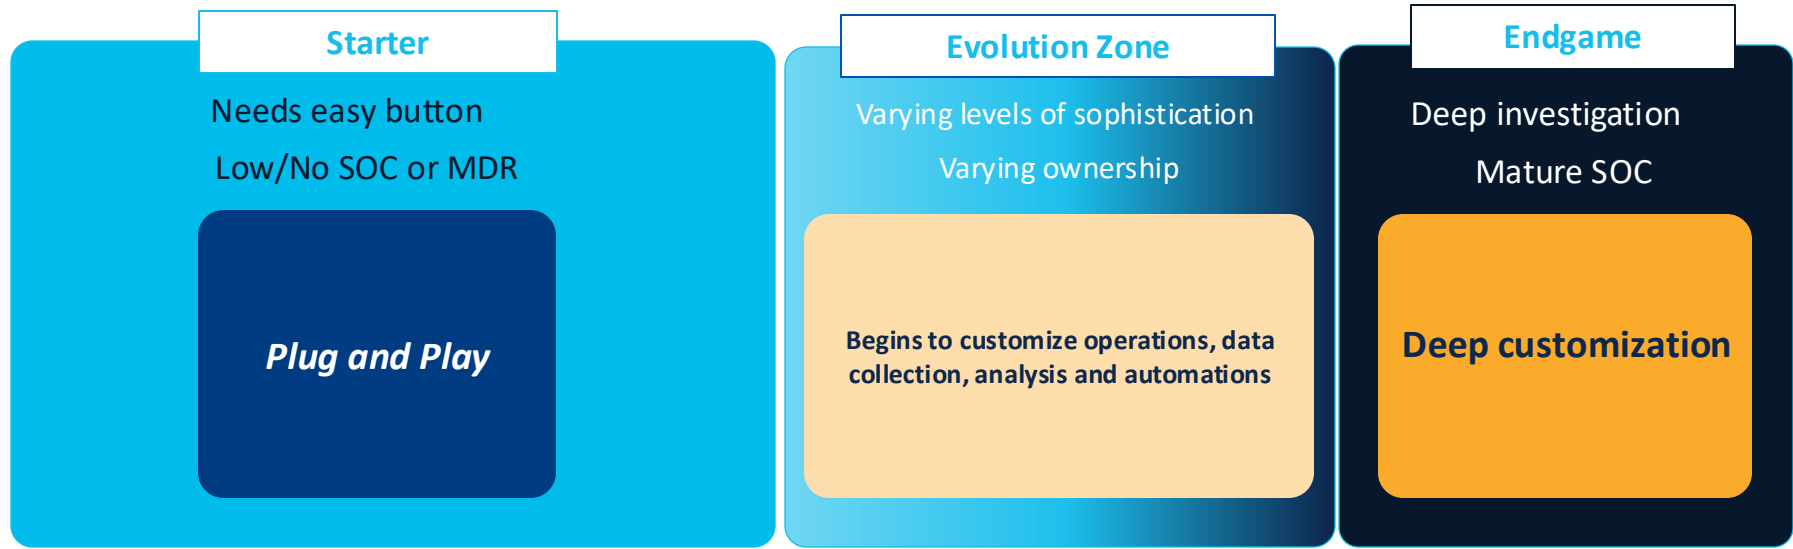 Starter
Needs easy button
Low/No SOC or MDR
Plug and Play
Evolution Zone
Varying levels of sophistication
Varying ownership
Begins to customize operations, data
collection, analysis and automations
Endgame
Deep investigation
Mature SOC
Deep customization